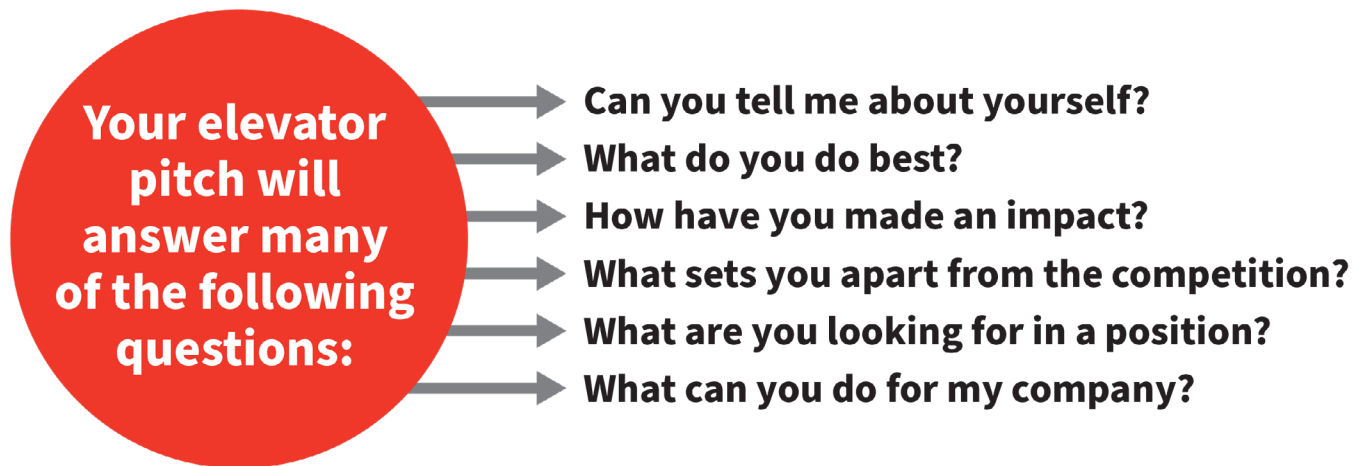 Your elevator
pitch will
answer many
of the following
questions:
Can you tell me about yourself?
What do you do best?
How have you made an impact?
What sets you apart from the competition?
What are you looking for in a position?
What can you do for my company?